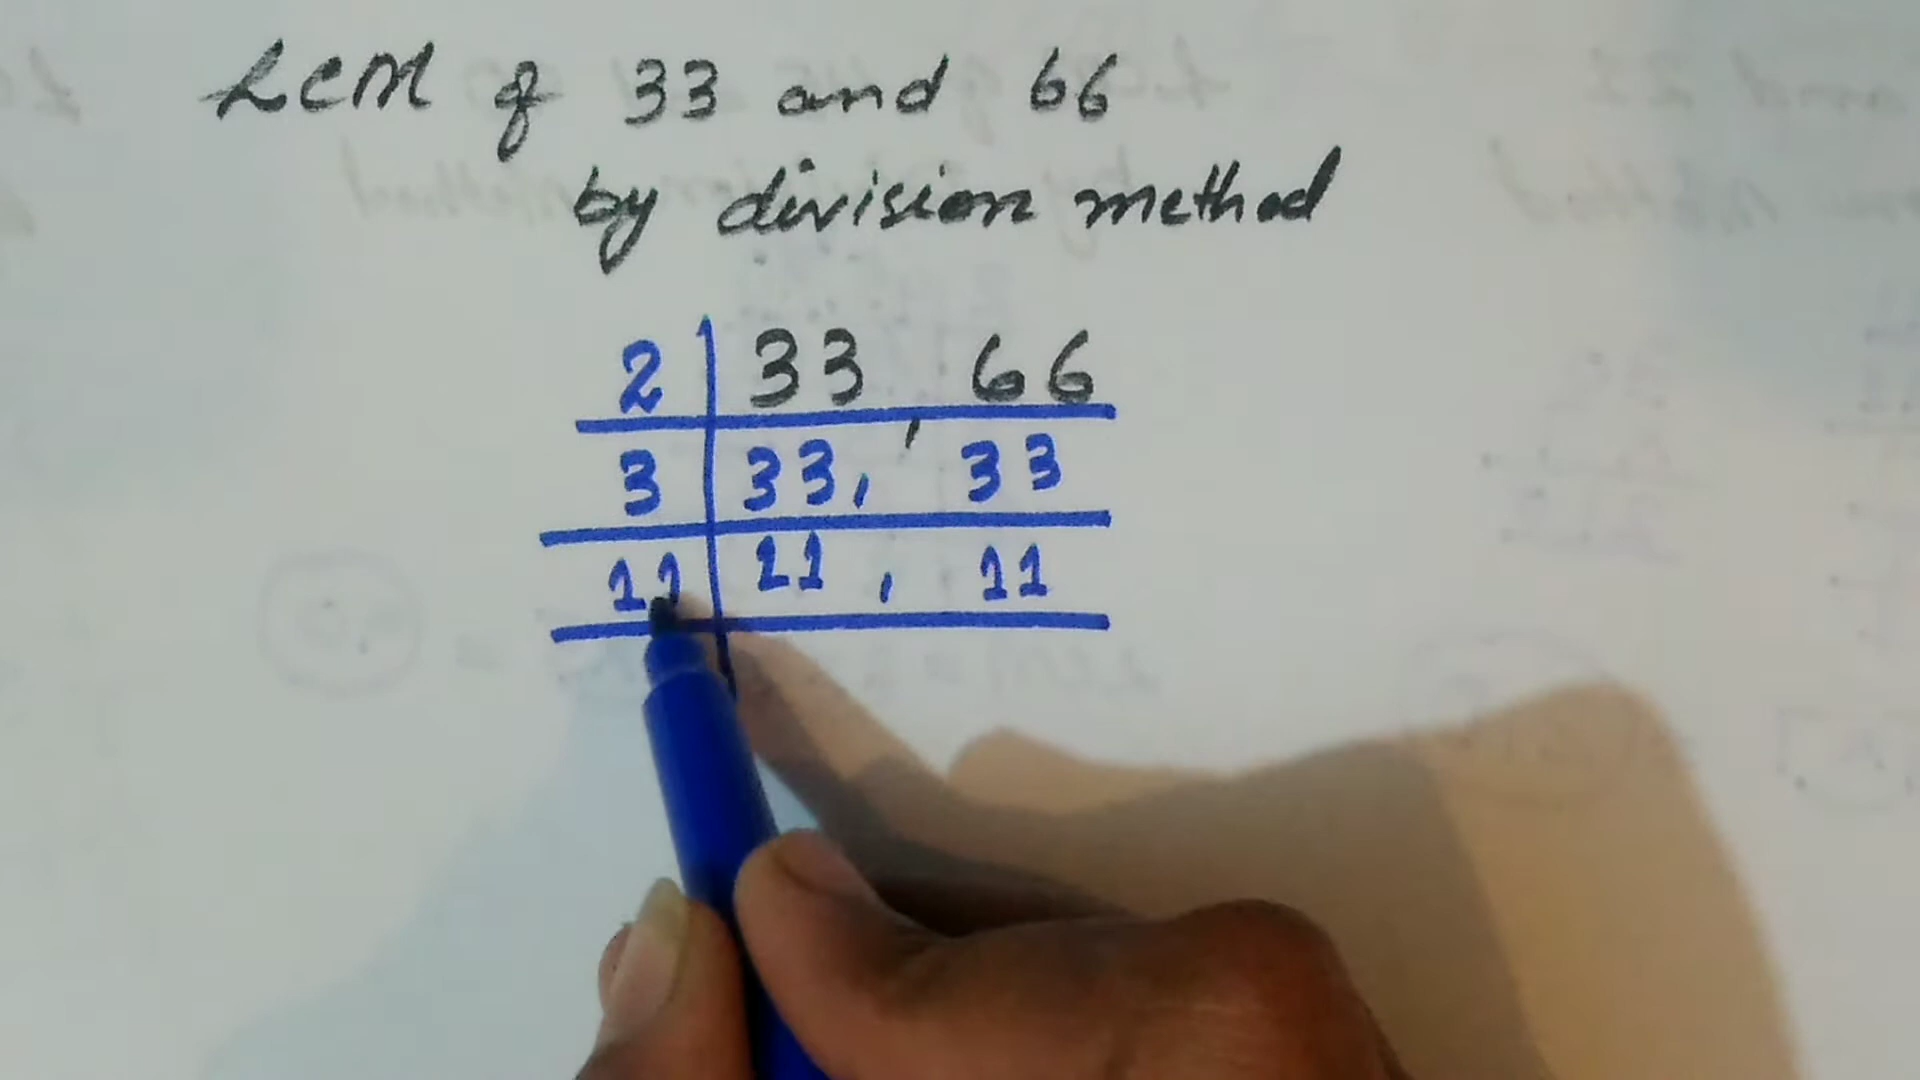 LCM of 33 and 66
by division method
2 | 33 , 66
3 | 33, 33
11 | 11, 11